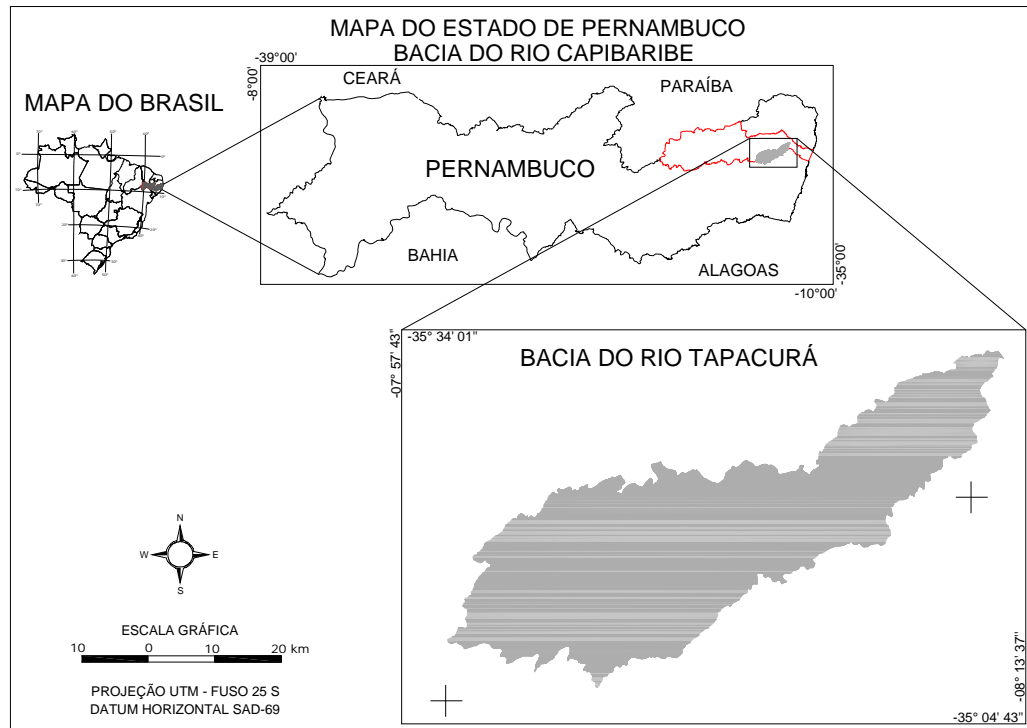 MAPA DO ESTADO DE PERNAMBUCO
BACIA DO RIO CAPIBARIBE
-39°00'
-8°00'
CEARÁ
PARAÍBA
MAPA DO BRASIL
PERNAMBUCO
BAHIA
ALAGOAS
-35°00'
-10°00'
-35° 34' 01"
-07° 57' 43"
BACIA DO RIO TAPACURÁ
N
W
E
S
ESCALA GRÁFICA
10 0 10 20 km
PROJEÇÃO UTM - FUSO 25 S
DATUM HORIZONTAL SAD-69
-08° 13' 37"
-35° 04' 43"